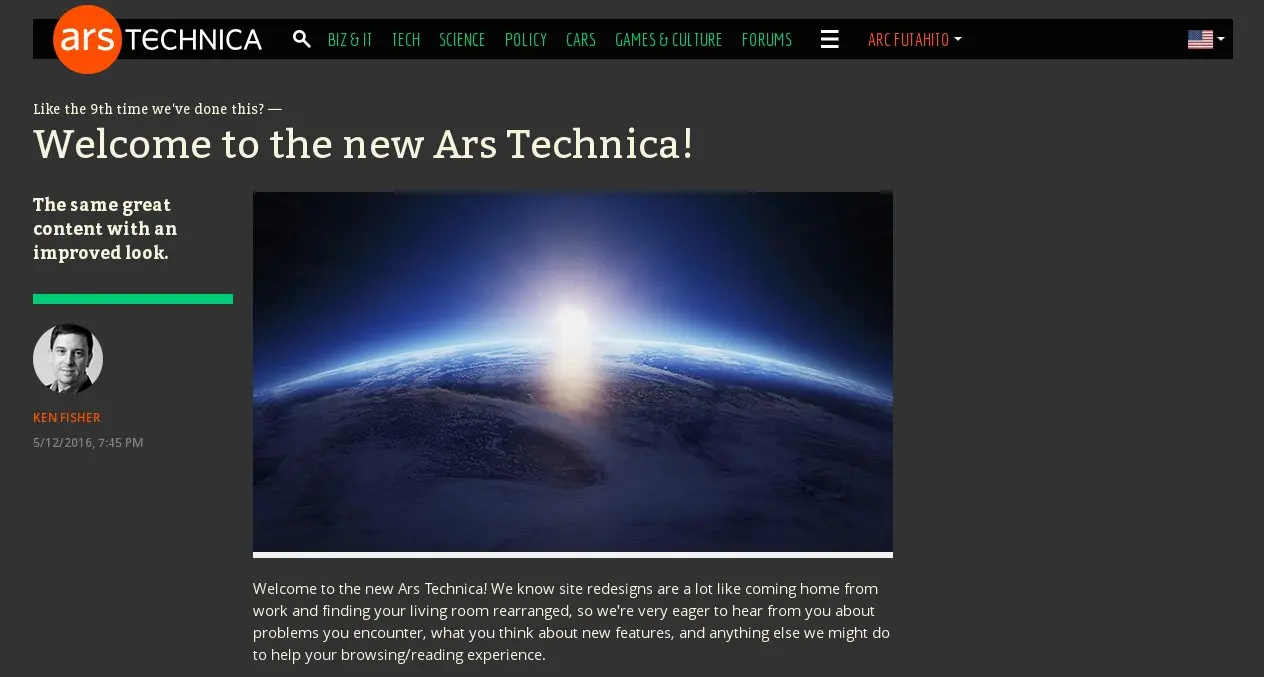 ars TECHNICA
BIZ & IT TECH SCIENCE POLICY CARS GAMES & CULTURE FORUMS ARC FUTAHITO
Like the 9th time we've done this? —
Welcome to the new Ars Technica!
The same great
content with an
improved look.
KEN FISHER
5/12/2016, 7:45 PM
Welcome to the new Ars Technica! We know site redesigns are a lot like coming home from
work and finding your living room rearranged, so we're very eager to hear from you about
problems you encounter, what you think about new features, and anything else we might do
to help your browsing/reading experience.